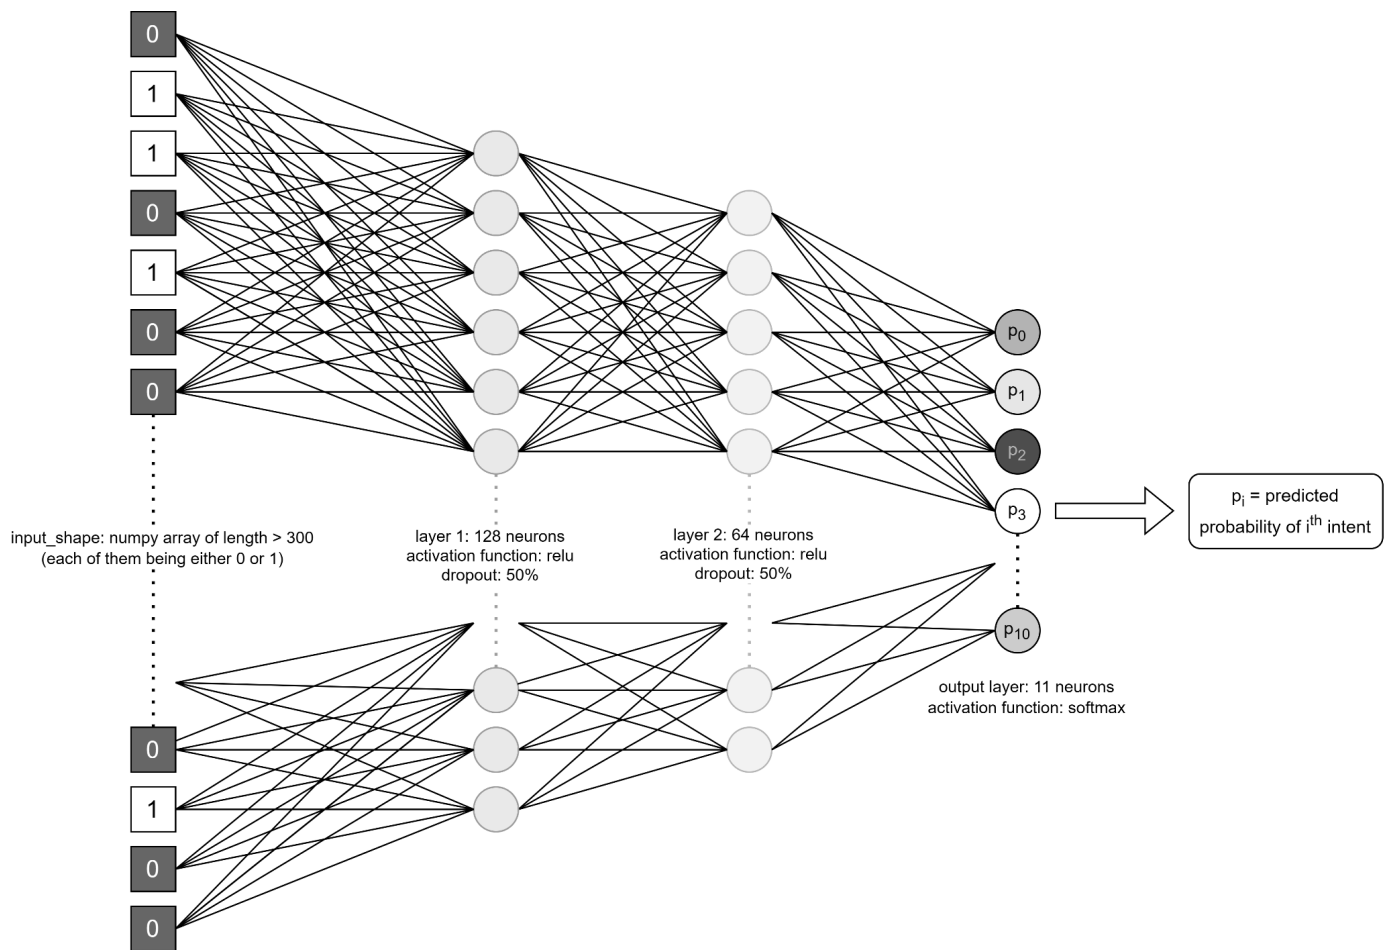 0
1
1
0
1
0
0
input_shape: numpy array of length > 300
(each of them being either 0 or 1)
0
1
0
0
layer 1: 128 neurons
activation function: relu
dropout: 50%
layer 2: 64 neurons
activation function: relu
dropout: 50%
p0
p1
p2
p3
p10
output layer: 11 neurons
activation function: softmax
pi = predicted
probability of ith intent